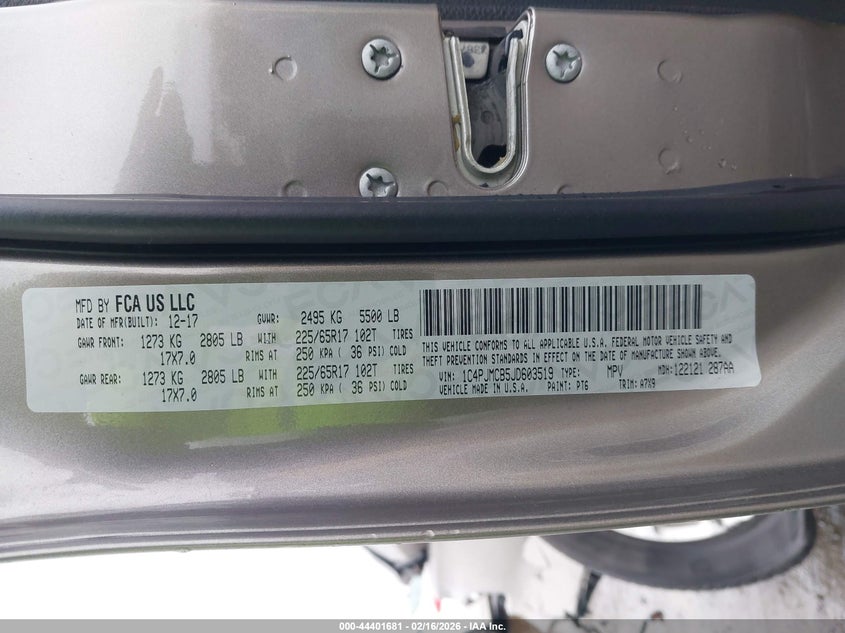 MFD BY FCA US LLC
DATE OF MFR(BUILT): 12-17 GVWR: 2495 KG 5500 LB
GAWR FRONT: 1273 KG 2805 LB WITH 225/65R17 102T TIRES
17X7.0 RIMS AT 250 KPA ( 36 PSI) COLD
GAWR REAR: 1273 KG 2805 LB WITH 225/65R17 102T TIRES
17X7.0 RIMS AT 250 KPA ( 36 PSI) COLD
THIS VEHICLE CONFORMS TO ALL APPLICABLE U.S.A. FEDERAL MOTOR VEHICLE SAFETY AND
THEFT PREVENTION STANDARDS IN EFFECT ON THE DATE OF MANUFACTURE SHOWN ABOVE.
VIN: 1C4PJMCB5JD603519 TYPE: MPV MDH: 122121 287AA
VEHICLE MADE IN U.S.A. PAINT: PTG TRIM: A7X9
000-44401681 - 02/16/2026 - IAA Inc.